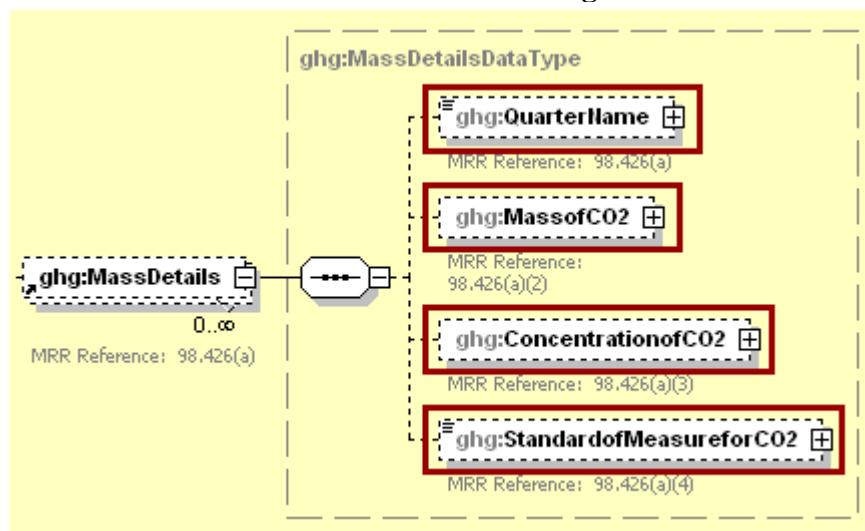 ghg:MassDetailsDataType
ghg:QuarterName
MRR Reference: 98.426(a)
ghg:MassofCO2
MRR Reference:
98.426(a)(2)
ghg:MassDetails
0..∞
MRR Reference: 98.426(a)
ghg:ConcentrationofCO2
MRR Reference: 98.426(a)(3)
ghg:StandardofMeasureforCO2
MRR Reference: 98.426(a)(4)